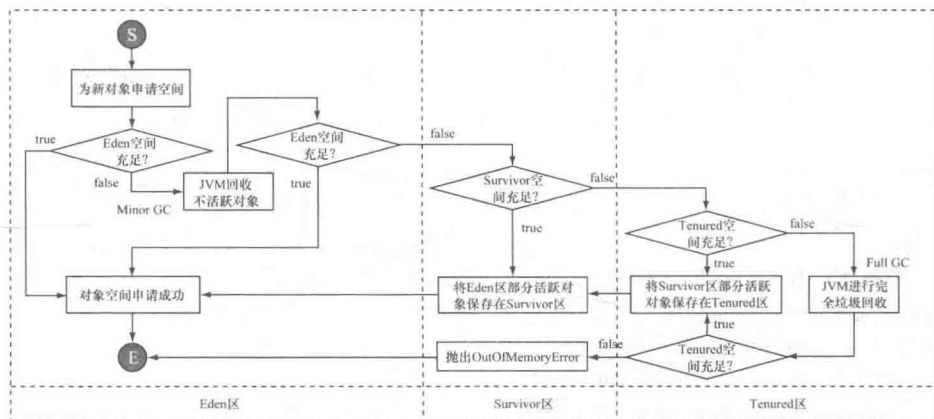 S
为新对象申请空间
true
Eden空间
充足?
false
Minor GC
JVM回收
不活跃对象
Eden空间
充足?
false
true
Survivor空
间充足?
false
true
Tenured空
间充足?
false
true
Full GC
对象空间申请成功
将Eden区部分活跃对
象保存在Survivor区
将Survivor区部分活跃
对象保存在Tenured区
JVM进行完
全垃圾回收
true
E
抛出OutOfMemoryError
false
Tenured空
间充足?
Eden区
Survivor区
Tenured区